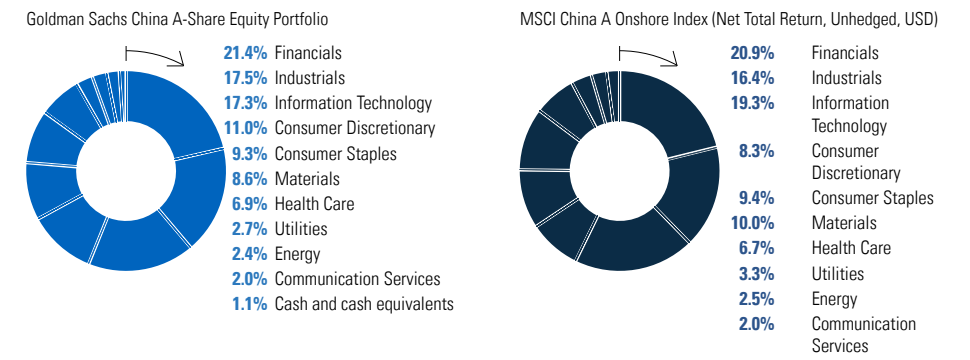 Goldman Sachs China A-Share Equity Portfolio
21.4% Financials
17.5% Industrials
17.3% Information Technology
11.0% Consumer Discretionary
9.3% Consumer Staples
8.6% Materials
6.9% Health Care
2.7% Utilities
2.4% Energy
2.0% Communication Services
1.1% Cash and cash equivalents
MSCI China A Onshore Index (Net Total Return, Unhedged, USD)
20.9% Financials
16.4% Industrials
19.3% Information
Technology
8.3% Consumer
Discretionary
9.4% Consumer Staples
10.0% Materials
6.7% Health Care
3.3% Utilities
2.5% Energy
2.0% Communication
Services